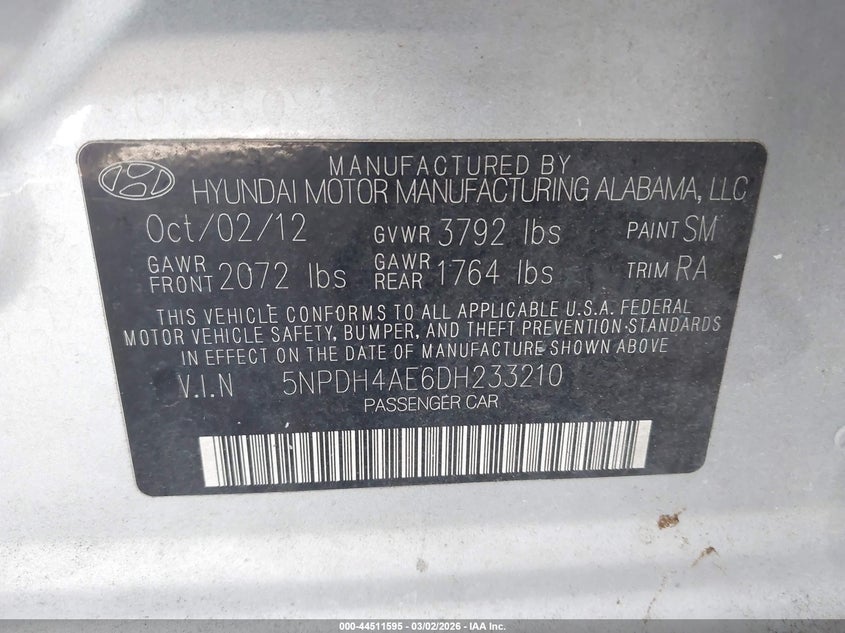 MANUFACTURED BY
HYUNDAI MOTOR MANUFACTURING ALABAMA, LLC
Oct/02/12 GVWR 3792 lbs PAINT SM
GAWR FRONT 2072 lbs GAWR REAR 1764 lbs TRIM RA
THIS VEHICLE CONFORMS TO ALL APPLICABLE U.S.A. FEDERAL
MOTOR VEHICLE SAFETY, BUMPER, AND THEFT PREVENTION STANDARDS
IN EFFECT ON THE DATE OF MANUFACTURE SHOWN ABOVE
V.I.N 5NPDH4AE6DH233210
PASSENGER CAR
000-44511595 - 03/02/2026 - IAA Inc.